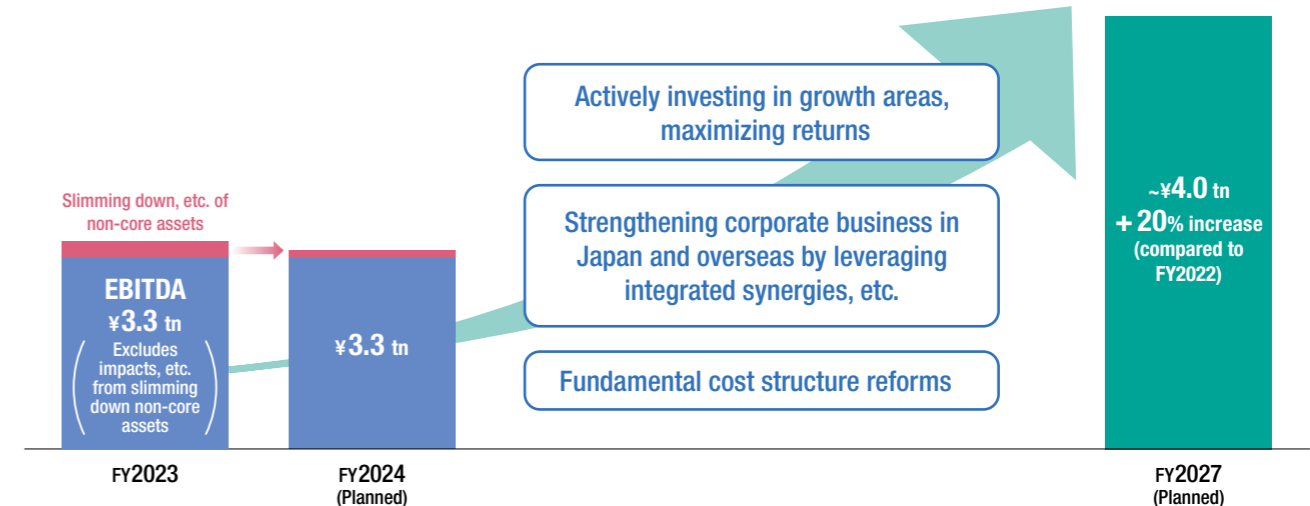 Slimming down, etc. of
non-core assets
EBITDA
¥3.3 tn
Excludes
impacts, etc.
from slimming
down non-core
assets
FY2023
¥3.3 tn
FY2024
(Planned)
Actively investing in growth areas,
maximizing returns
Strengthening corporate business in
Japan and overseas by leveraging
integrated synergies, etc.
Fundamental cost structure reforms
~¥4.0 tn
+20% increase
(compared to
FY2022)
FY2027
(Planned)